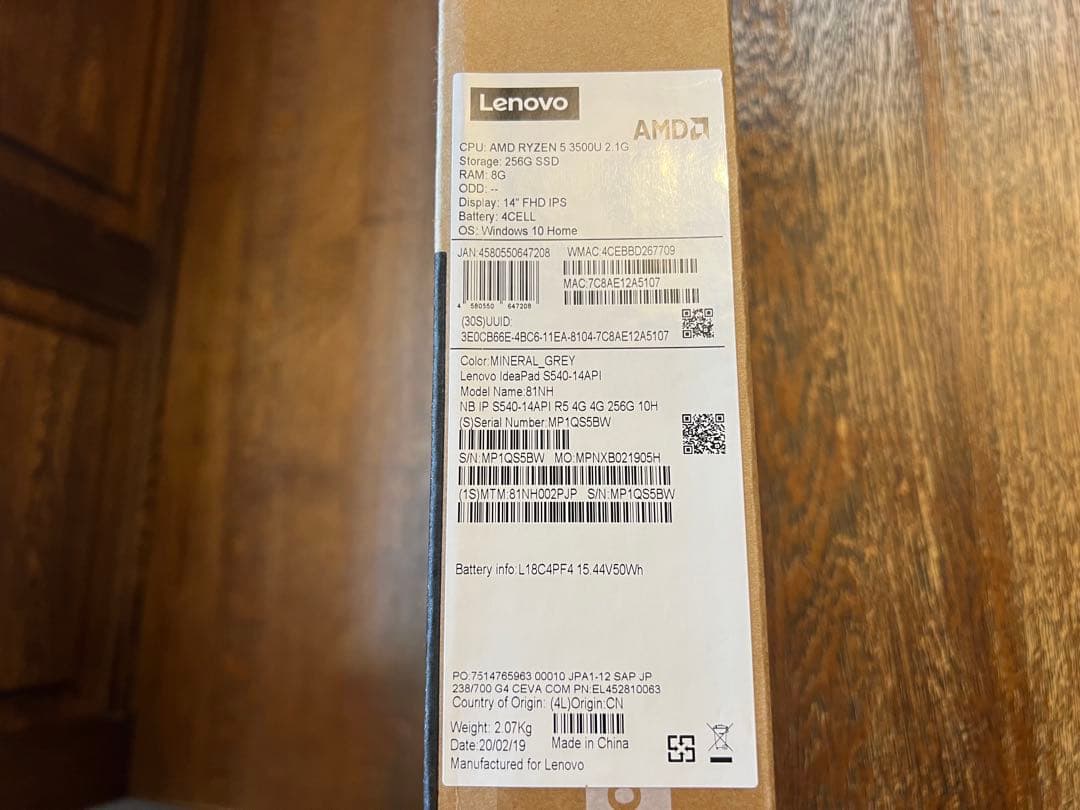 Lenovo
AMD
CPU: AMD RYZEN 5 3500U 2.1G
Storage: 256G SSD
RAM: 8G
ODD: --
Display: 14" FHD IPS
Battery: 4CELL
OS: Windows 10 Home
JAN:4580550647208 WMAC:4CEBBD267709
MAC:7C8AE12A5107
4 580550 647208
(30S)UUID:
3E0CB66E-4BC6-11EA-8104-7C8AE12A5107
Color:MINERAL_GREY
Lenovo IdeaPad S540-14API
Model Name:81NH
NB IP S540-14API R5 4G 4G 256G 10H
(S)Serial Number:MP1QS5BW
S/N:MP1QS5BW MO:MPNXB021905H
(1S)MTM:81NH002PJP S/N:MP1QS5BW
Battery info:L18C4PF4 15.44V50Wh
PO:7514765963 00010 JPA1-12 SAP JP
238/700 G4 CEVA COM PN:EL452810063
Country of Origin: (4L)Origin:CN
Weight: 2.07Kg
Date:20/02/19 Made in China
Manufactured for Lenovo